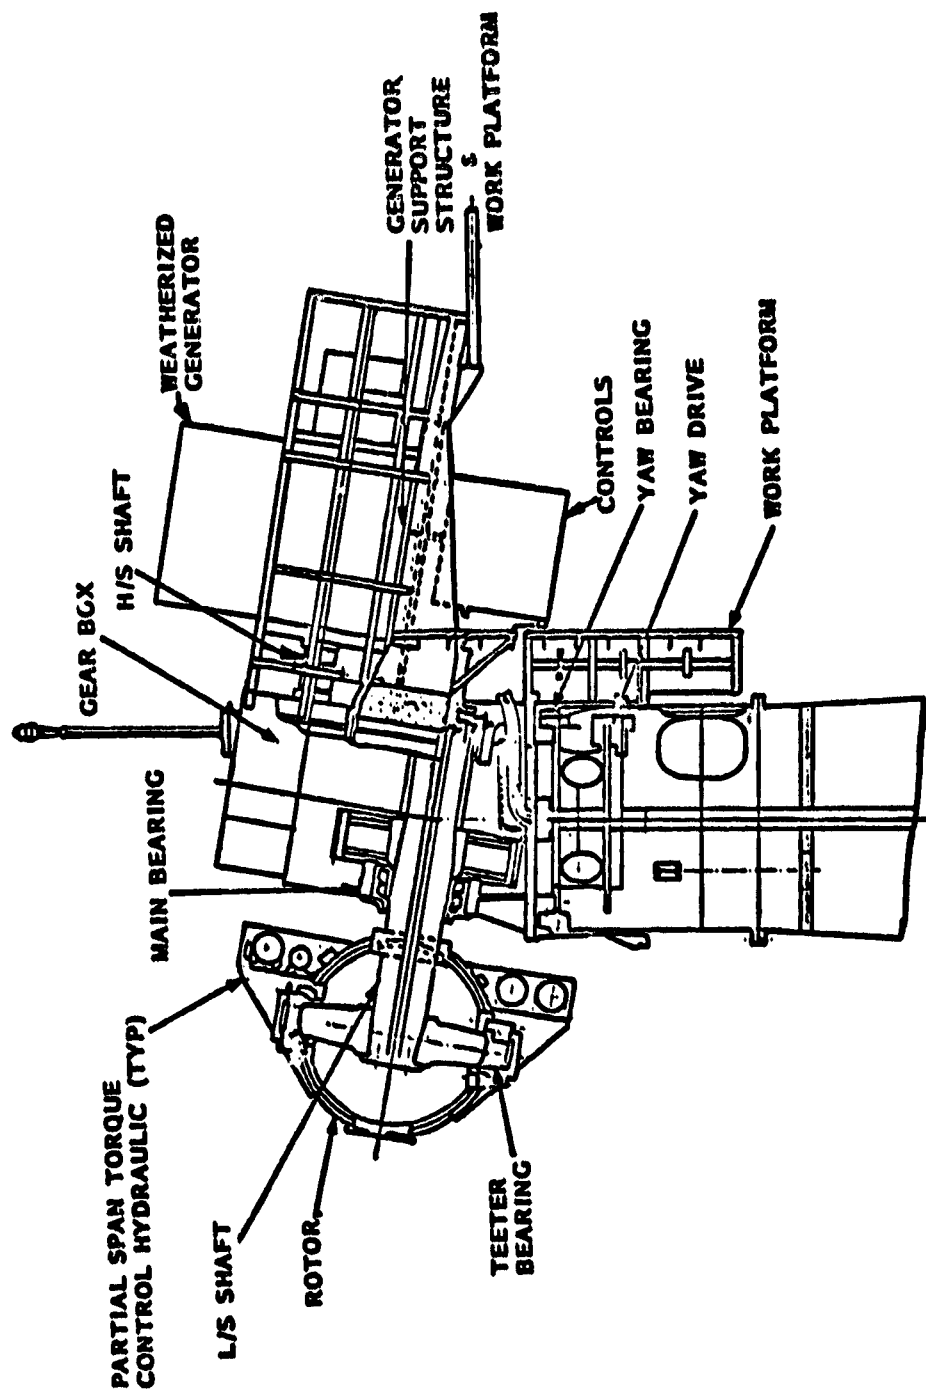 PARTIAL SPAN TORQUE
CONTROL HYDRAULIC (TYP)
MAIN BEARING
GEAR BOX
H/S SHAFT
WEATHERIZED
GENERATOR
GENERATOR
SUPPORT
STRUCTURE
&
WORK PLATFORM
L/S SHAFT
ROTOR
TEETER
BEARING
CONTROLS
YAW BEARING
YAW DRIVE
WORK PLATFORM